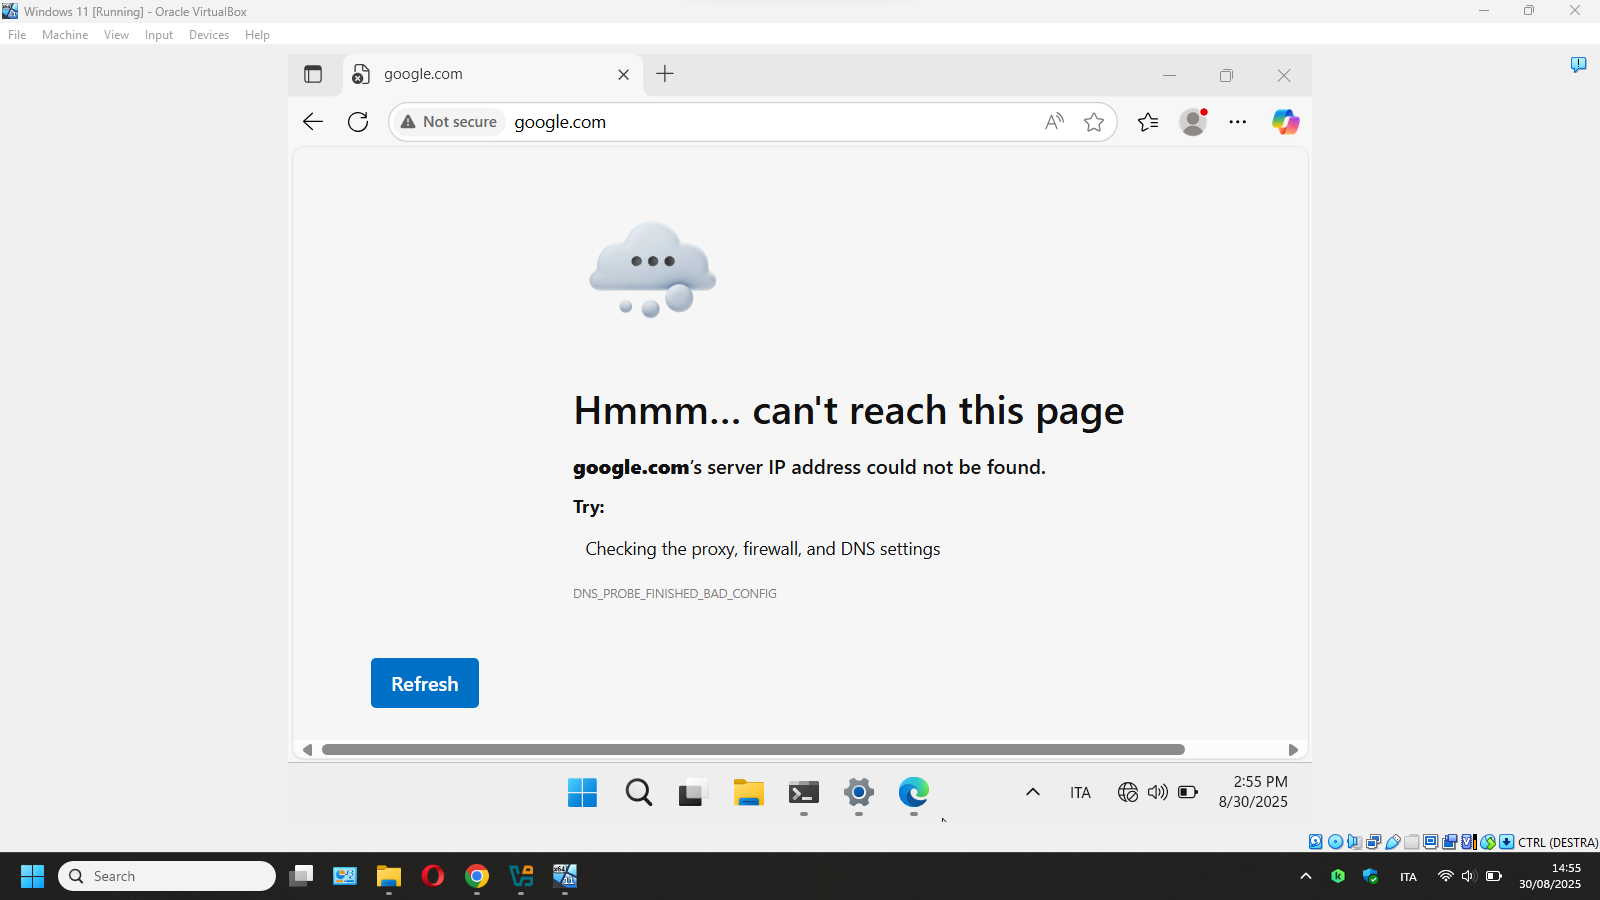 Windows 11 [Running] - Oracle VirtualBox
File Machine View Input Devices Help
google.com
Not secure google.com
Hmmm... can't reach this page
google.com's server IP address could not be found.
Try:
Checking the proxy, firewall, and DNS settings
DNS_PROBE_FINISHED_BAD_CONFIG
Refresh
ITA
2:55 PM
8/30/2025
CTRL (DESTRA)
Search
ITA
14:55
30/08/2025